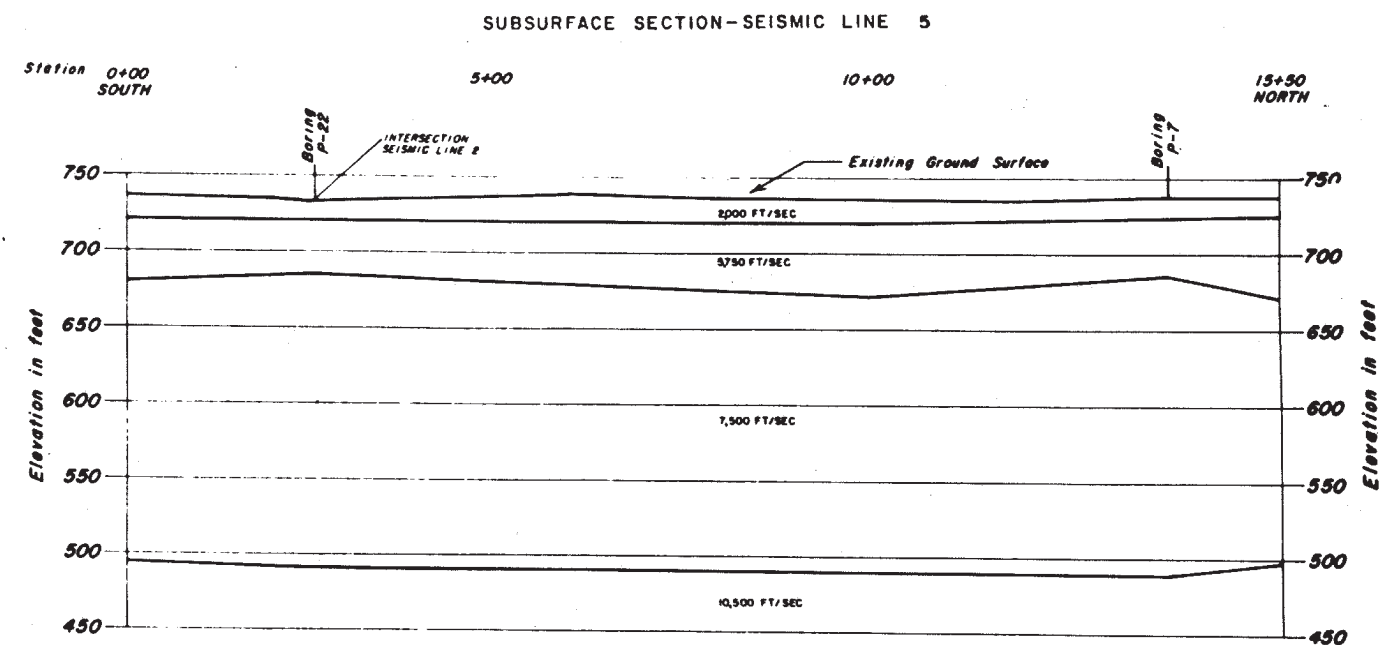 SUBSURFACE SECTION-SEISMIC LINE 5
Station 0+00 5+00 10+00 15+50
SOUTH NORTH
Boring P-22
INTERSECTION
SEISMIC LINE 2
Existing Ground Surface
Boring P-7
750 750
2,000 FT/SEC
700 700
5,750 FT/SEC
650 650
Elevation in feet
Elevation in feet
600 600
7,500 FT/SEC
550 550
500 500
10,500 FT/SEC
450 450